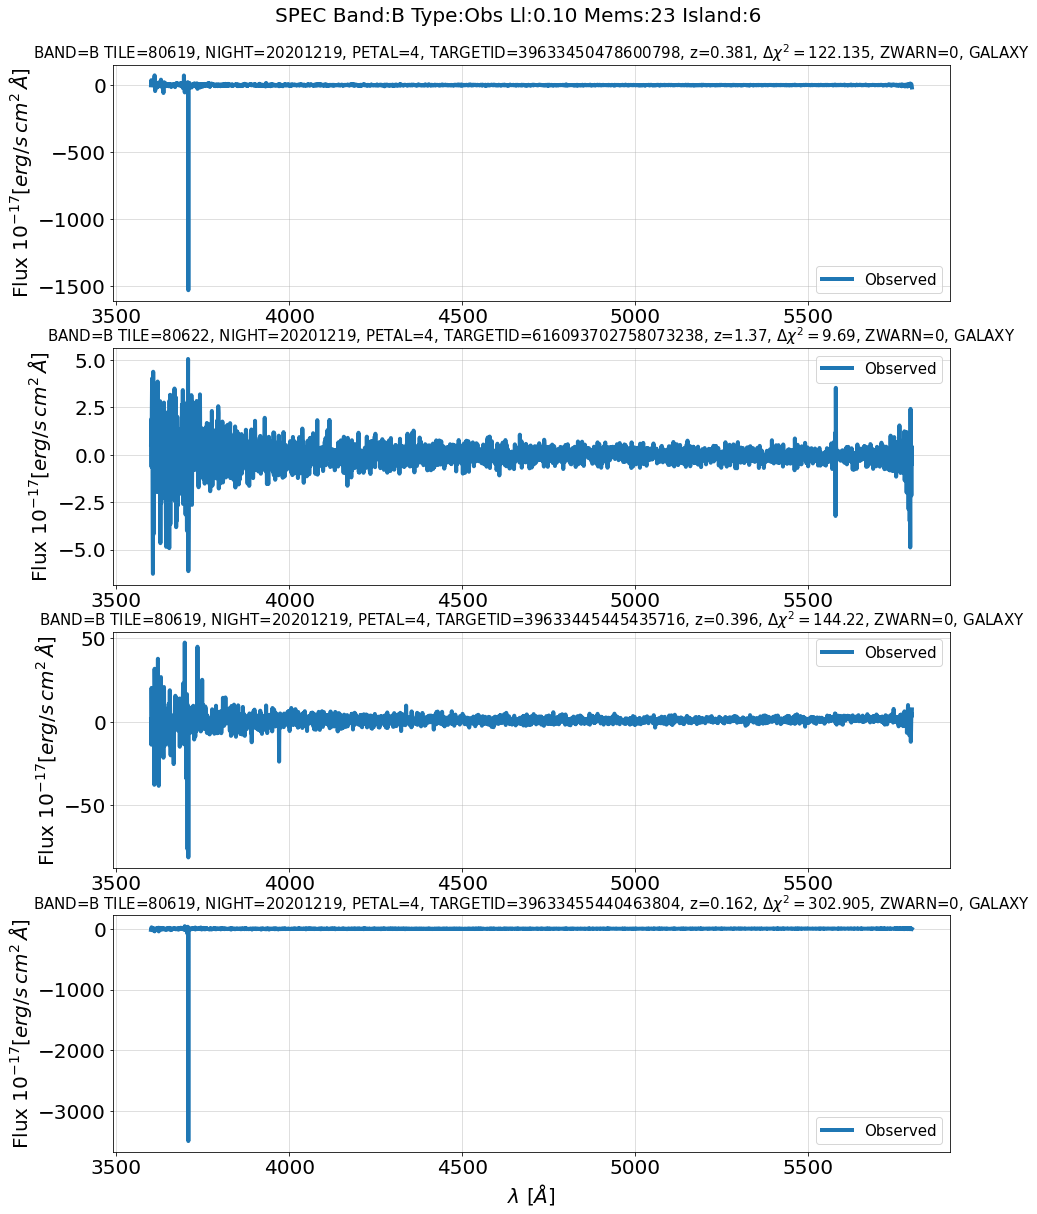 SPEC Band:B Type:Obs Ll:0.10 Mems:23 Island:6
BAND=B TILE=80619, NIGHT=20201219, PETAL=4, TARGETID=39633450478600798, z=0.381, Δχ² = 122.135, ZWARN=0, GALAXY
Flux 10⁻¹⁷[erg/s cm² Å]
0
−500
−1000
−1500
Observed
3500 4000 4500 5000 5500
BAND=B TILE=80622, NIGHT=20201219, PETAL=4, TARGETID=616093702758073238, z=1.37, Δχ² = 9.69, ZWARN=0, GALAXY
Flux 10⁻¹⁷[erg/s cm² Å]
5.0
2.5
0.0
−2.5
−5.0
Observed
3500 4000 4500 5000 5500
BAND=B TILE=80619, NIGHT=20201219, PETAL=4, TARGETID=39633445445435716, z=0.396, Δχ² = 144.22, ZWARN=0, GALAXY
Flux 10⁻¹⁷[erg/s cm² Å]
50
0
−50
Observed
3500 4000 4500 5000 5500
BAND=B TILE=80619, NIGHT=20201219, PETAL=4, TARGETID=39633455440463804, z=0.162, Δχ² = 302.905, ZWARN=0, GALAXY
Flux 10⁻¹⁷[erg/s cm² Å]
0
−1000
−2000
−3000
Observed
3500 4000 4500 5000 5500
λ [Å]